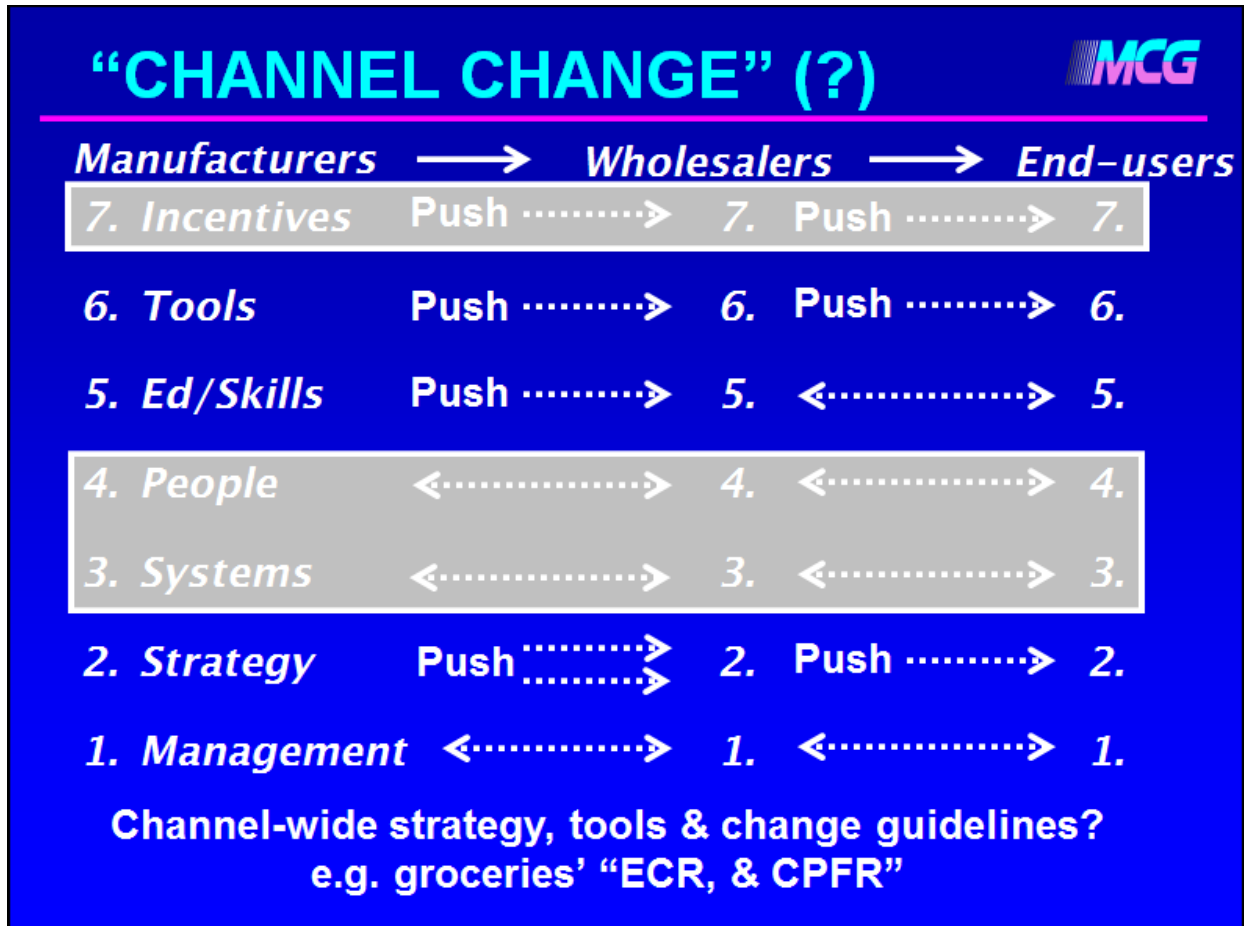 “CHANNEL CHANGE” (?)
MCG
Manufacturers Wholesalers End-users
7. Incentives Push 7. Push 7.
6. Tools Push 6. Push 6.
5. Ed/Skills Push 5. 5.
4. People 4. 4.
3. Systems 3. 3.
2. Strategy Push 2. Push 2.
1. Management 1. 1.
Channel-wide strategy, tools & change guidelines?
e.g. groceries’ “ECR, & CPFR”